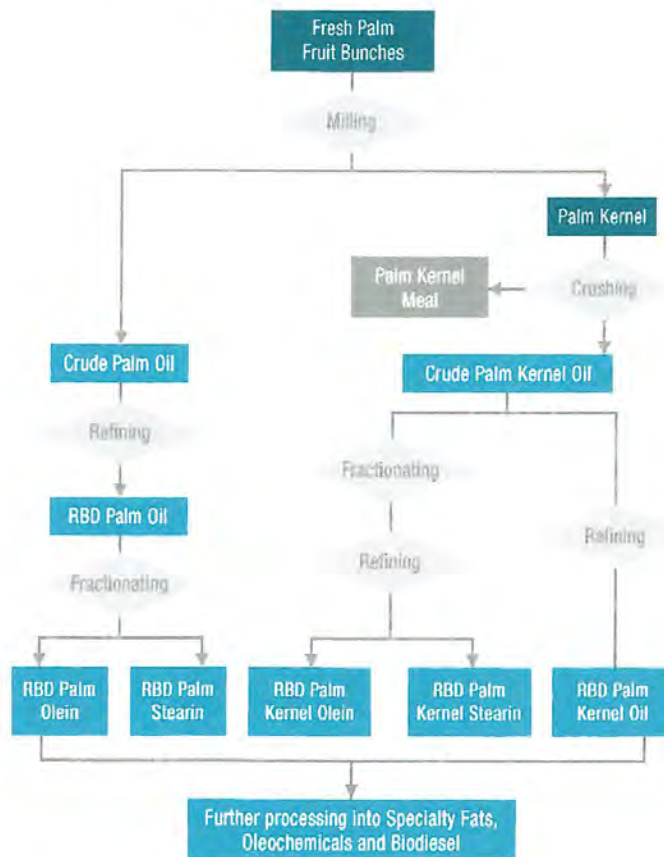 Fresh Palm
Fruit Bunches
Milling
Palm Kernel
Palm Kernel
Meal
Crushing
Crude Palm Oil
Crude Palm Kernel Oil
Refining
Fractionating
RBD Palm Oil
Refining
Refining
Fractionating
RBD Palm
Olein
RBD Palm
Stearin
RBD Palm
Kernel Olein
RBD Palm
Kernel Stearin
RBD Palm
Kernel Oil
Further processing into Specialty Fats,
Oleochemicals and Biodiesel